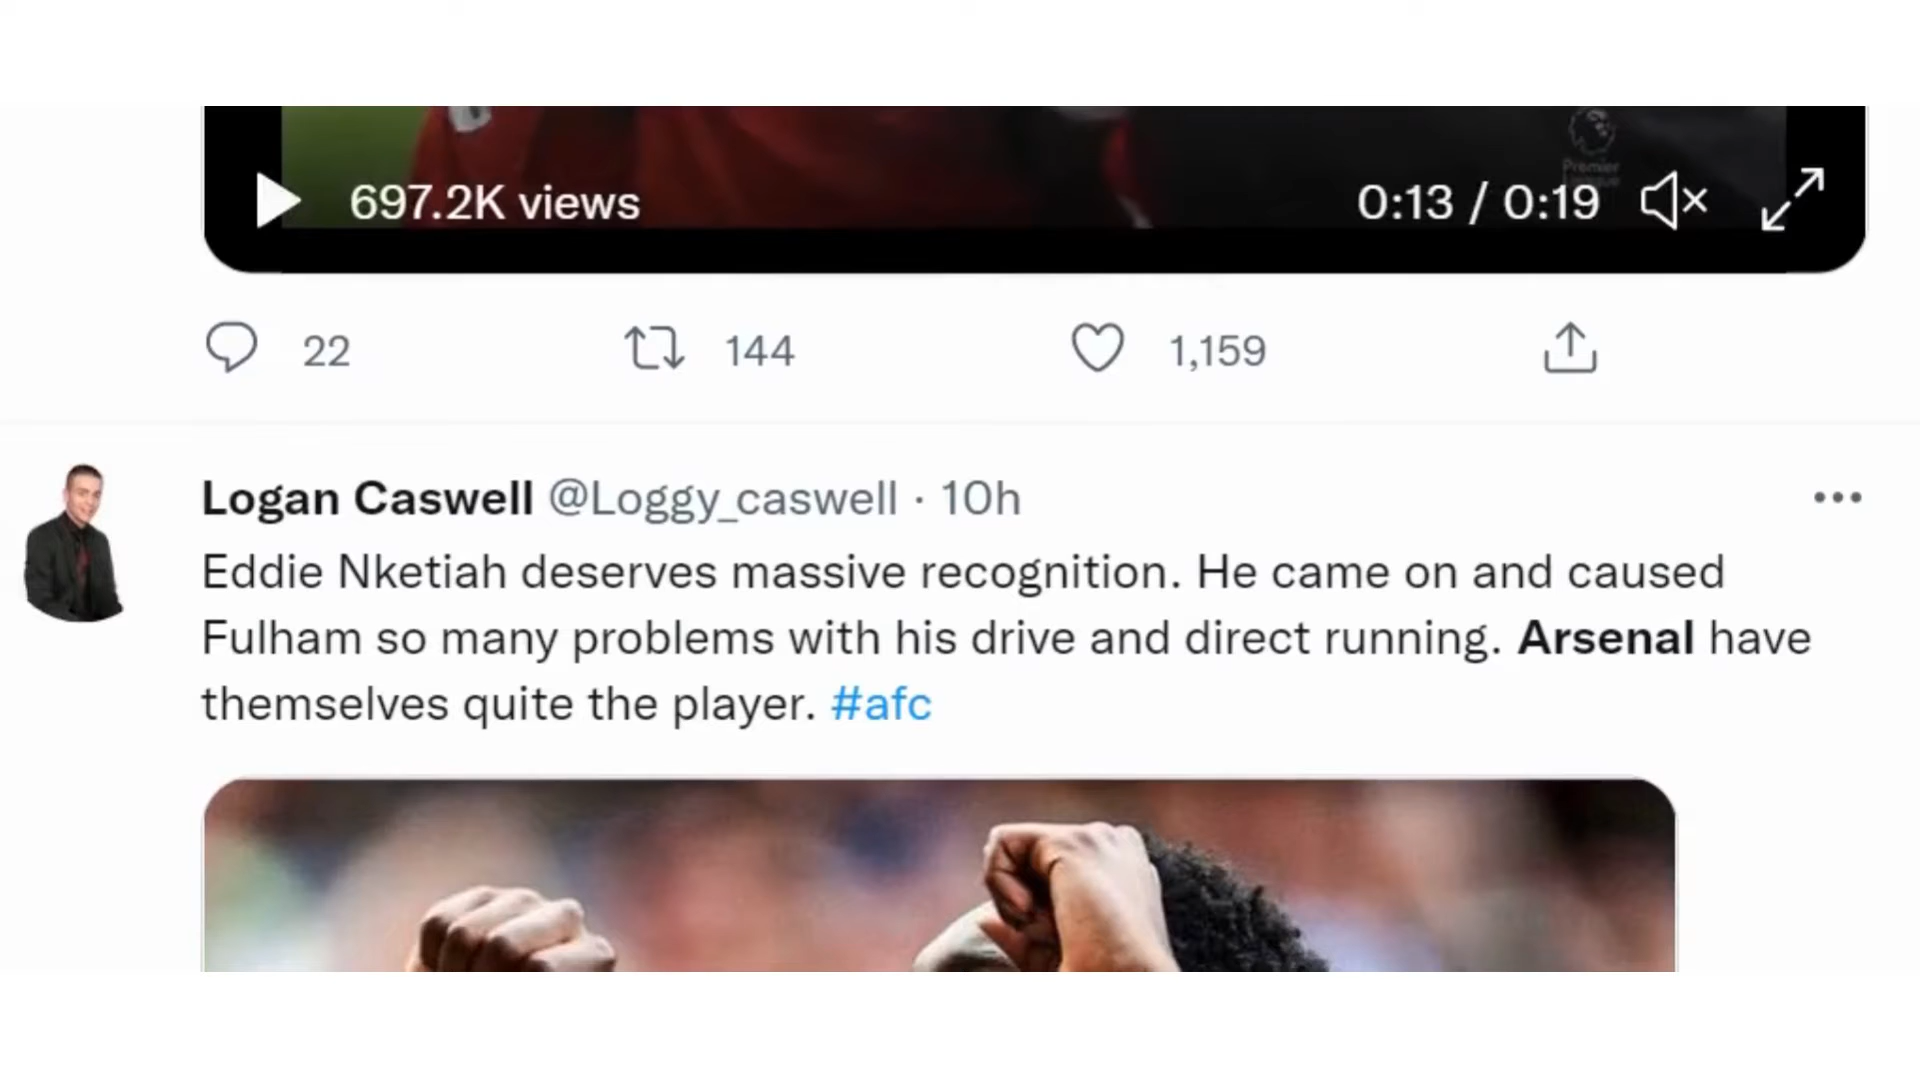 Premier
League
697.2K views
0:13 / 0:19
22
144
1,159
Logan Caswell @Loggy_caswell · 10h
Eddie Nketiah deserves massive recognition. He came on and caused
Fulham so many problems with his drive and direct running. Arsenal have
themselves quite the player. #afc